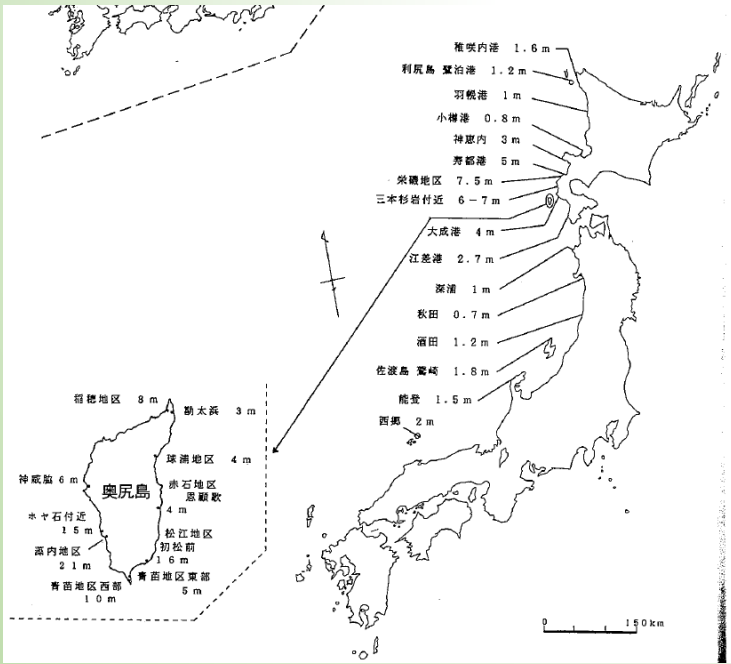 稚咲内港 1.6m
利尻島 鷲泊港 1.2m
羽幌港 1m
小樽港 0.8m
神恵内 3m
寿都港 5m
栄磯地区 7.5m
三本杉岩付近 6-7m
大成港 4m
江差港 2.7m
深浦 1m
秋田 0.7m
酒田 1.2m
佐渡島 鷲崎 1.8m
能登 1.5m
西郷 2m
稲穂地区 8m
勘太浜 3m
球浦地区 4m
神威脇 6m
奥尻島
赤石地区
恩顧歌
4m
ホヤ石付近
15m
松江地区
初松前
16m
藻内地区
21m
青苗地区東部
5m
青苗地区西部
10m
0 150km